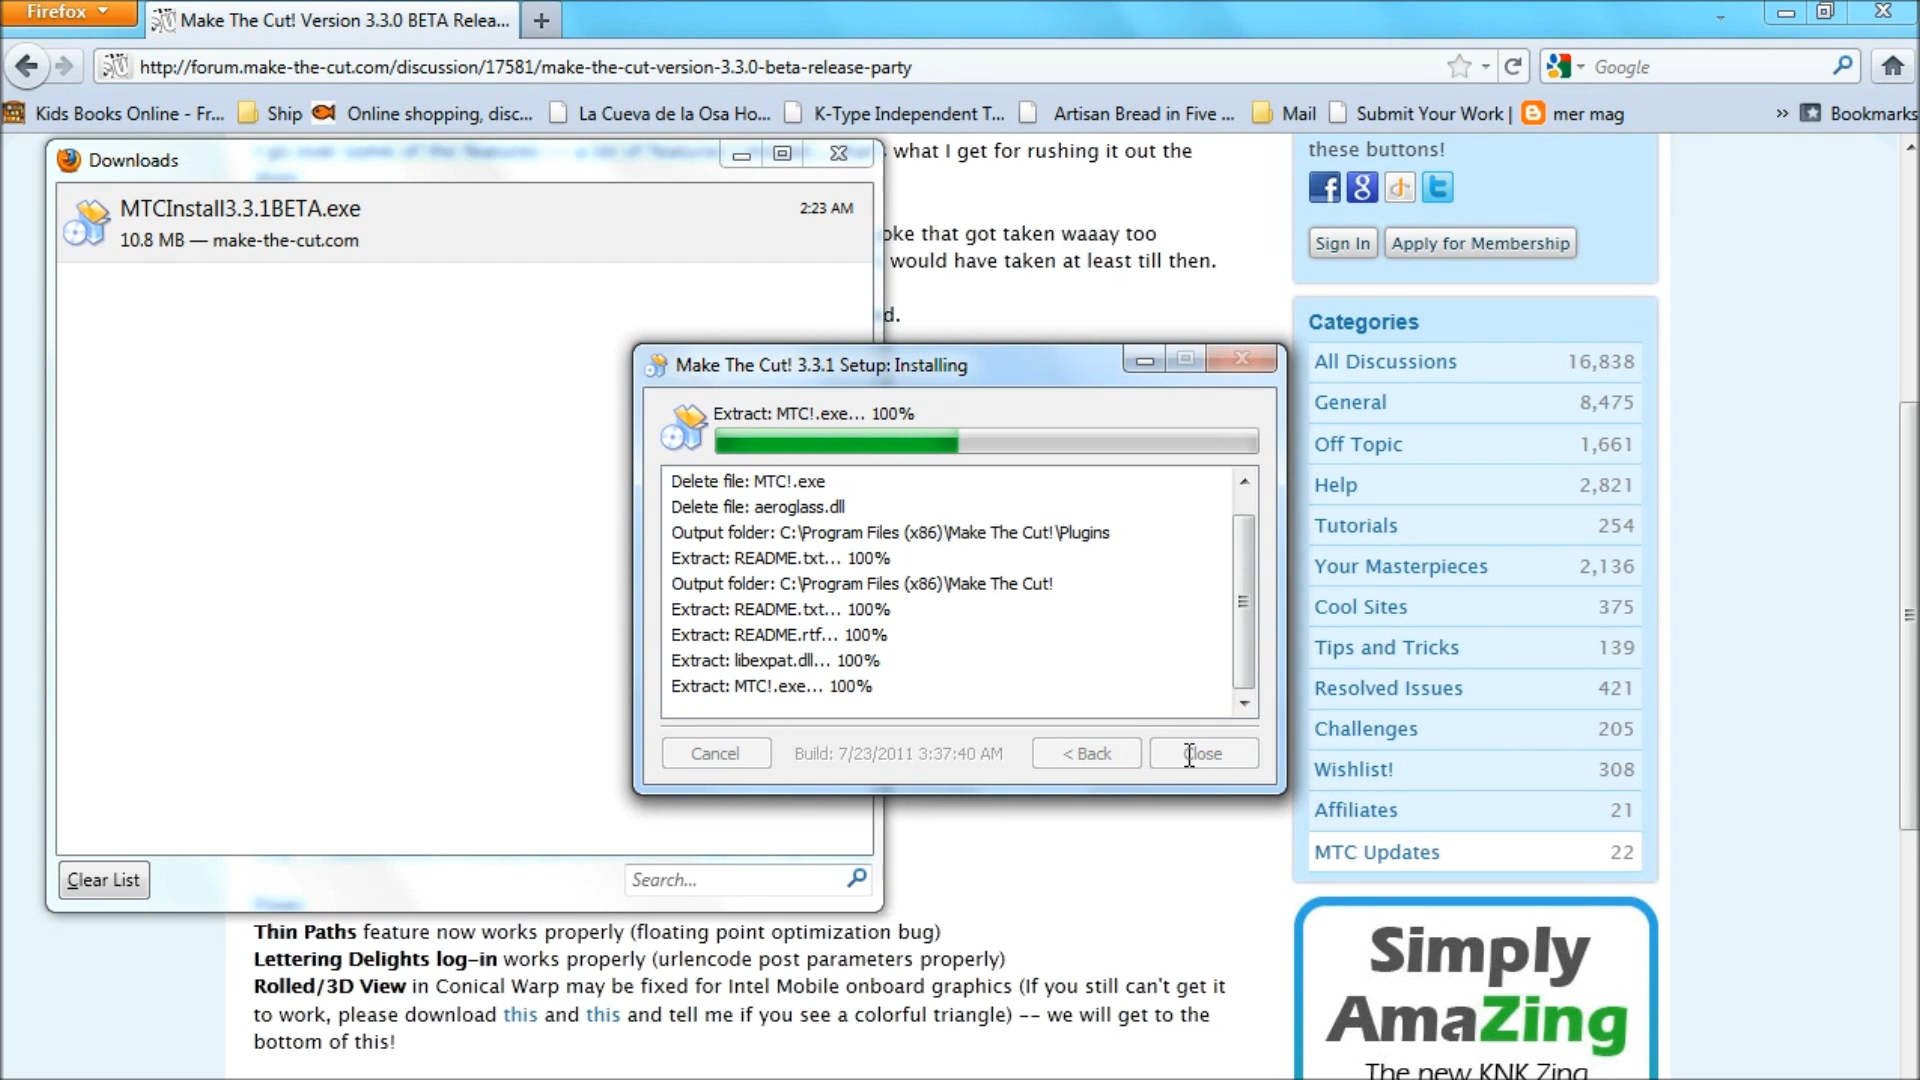 Firefox
Make The Cut! Version 3.3.0 BETA Relea...
http://forum.make-the-cut.com/discussion/17581/make-the-cut-version-3.3.0-beta-release-party
Google
Kids Books Online - Fr...
Ship
Online shopping, disc...
La Cueva de la Osa Ho...
K-Type Independent T...
Artisan Bread in Five ...
Mail
Submit Your Work |
mer mag
Bookmarks
Downloads
MTCInstall3.3.1BETA.exe
2:23 AM
10.8 MB — make-the-cut.com
Clear List
Search...
what I get for rushing it out the
oke that got taken waaay too
would have taken at least till then.
d.
Make The Cut! 3.3.1 Setup: Installing
Extract: MTC!.exe... 100%
Delete file: MTC!.exe
Delete file: aeroglass.dll
Output folder: C:\Program Files (x86)\Make The Cut!\Plugins
Extract: README.txt... 100%
Output folder: C:\Program Files (x86)\Make The Cut!
Extract: README.txt... 100%
Extract: README.rtf... 100%
Extract: libexpat.dll... 100%
Extract: MTC!.exe... 100%
Cancel
Build: 7/23/2011 3:37:40 AM
< Back
Close
Thin Paths feature now works properly (floating point optimization bug)
Lettering Delights log-in works properly (urlencode post parameters properly)
Rolled/3D View in Conical Warp may be fixed for Intel Mobile onboard graphics (If you still can't get it
to work, please download this and this and tell me if you see a colorful triangle) -- we will get to the
bottom of this!
these buttons!
Sign In
Apply for Membership
Categories
All Discussions 16,838
General 8,475
Off Topic 1,661
Help 2,821
Tutorials 254
Your Masterpieces 2,136
Cool Sites 375
Tips and Tricks 139
Resolved Issues 421
Challenges 205
Wishlist! 308
Affiliates 21
MTC Updates 22
Simply
AmaZing
The new KNK Zing